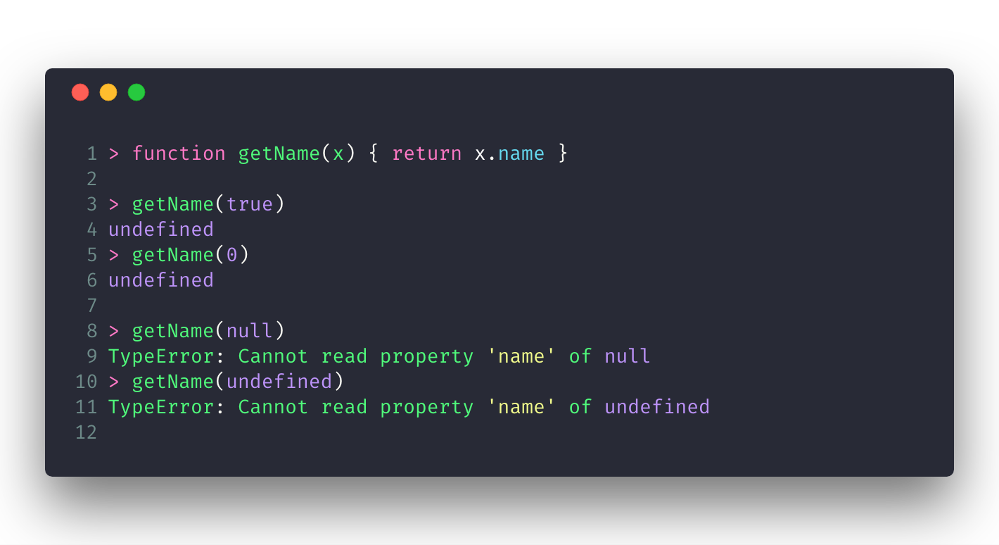 1 > function getName(x) { return x.name }
2
3 > getName(true)
4 undefined
5 > getName(0)
6 undefined
7
8 > getName(null)
9 TypeError: Cannot read property 'name' of null
10 > getName(undefined)
11 TypeError: Cannot read property 'name' of undefined
12